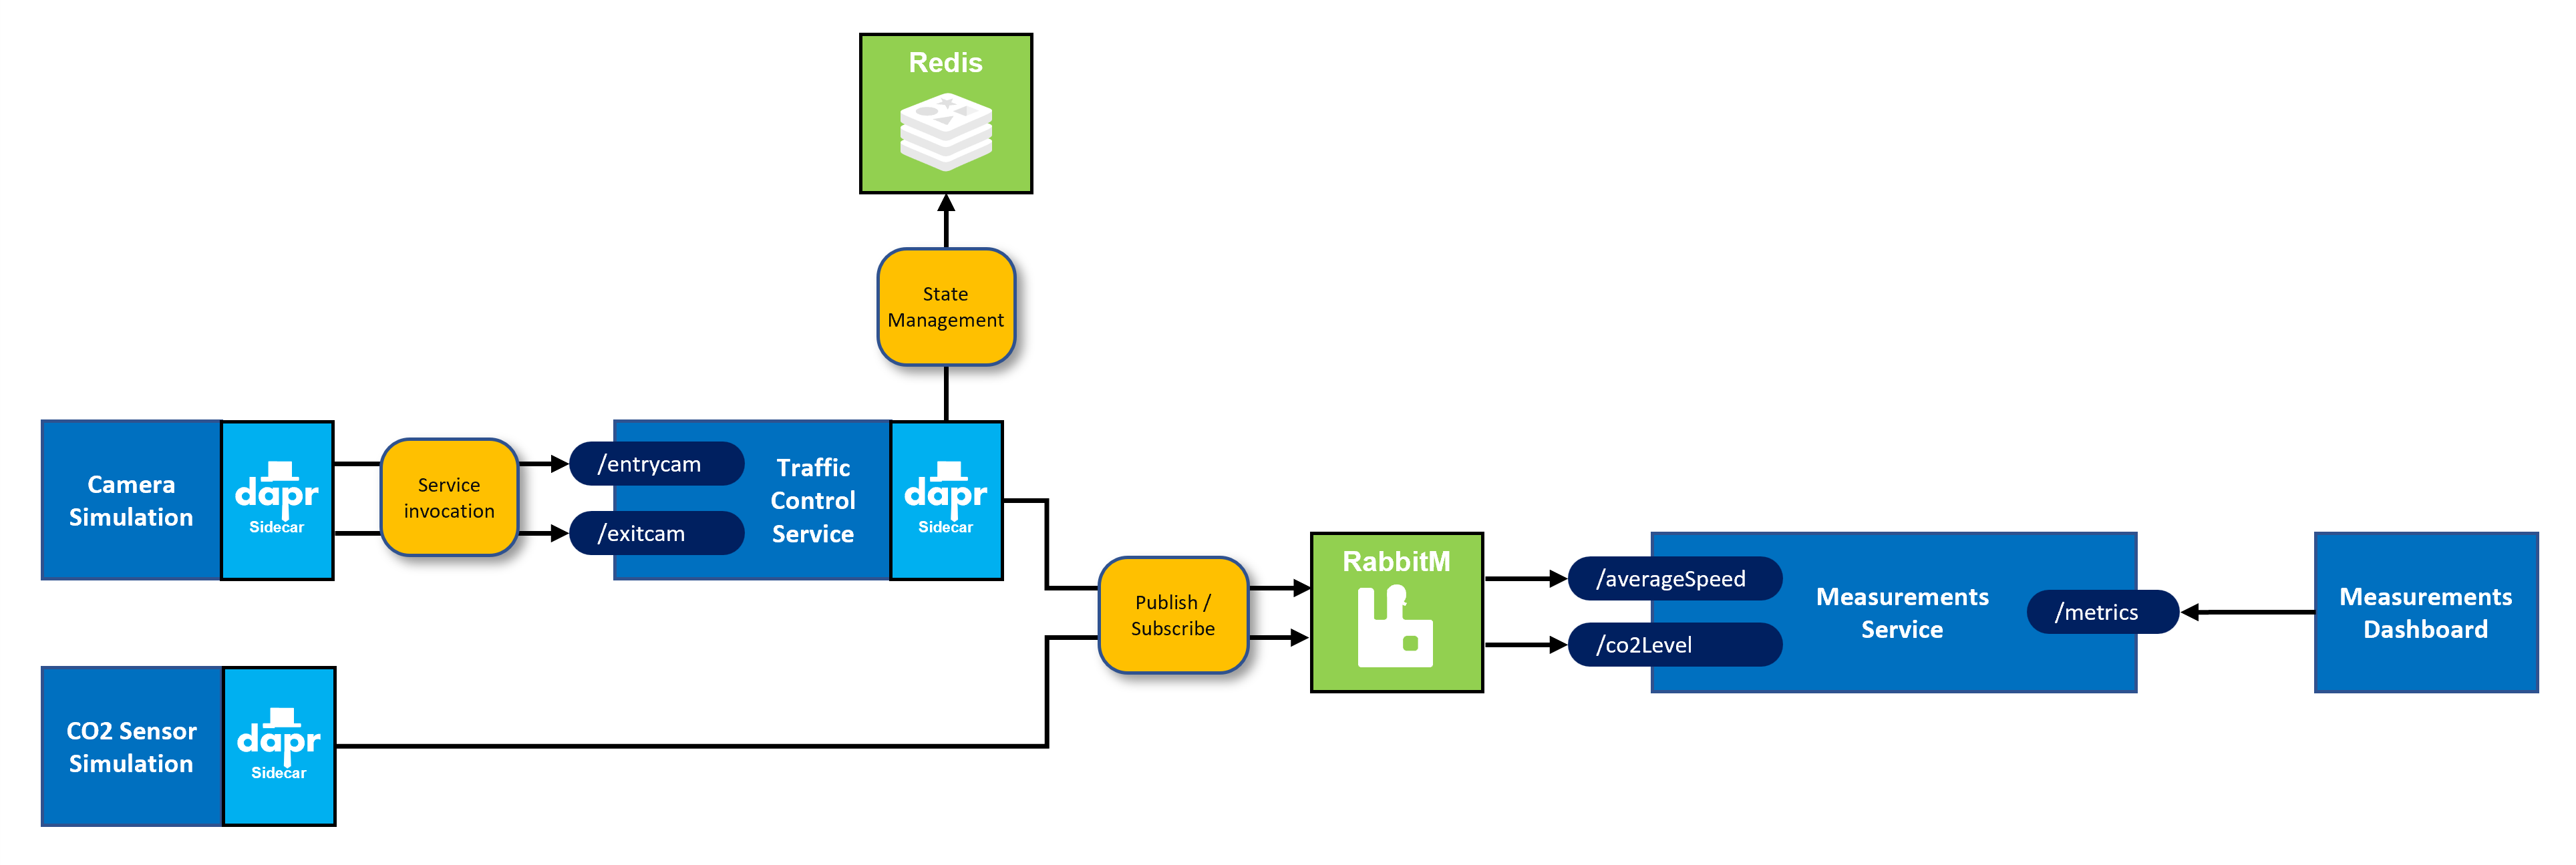 Redis
State
Management
Camera
Simulation
dapr
Sidecar
Service
invocation
/entrycam
/exitcam
Traffic
Control
Service
dapr
Sidecar
Publish /
Subscribe
RabbitM
/averageSpeed
/co2Level
Measurements
Service
/metrics
Measurements
Dashboard
CO2 Sensor
Simulation
dapr
Sidecar